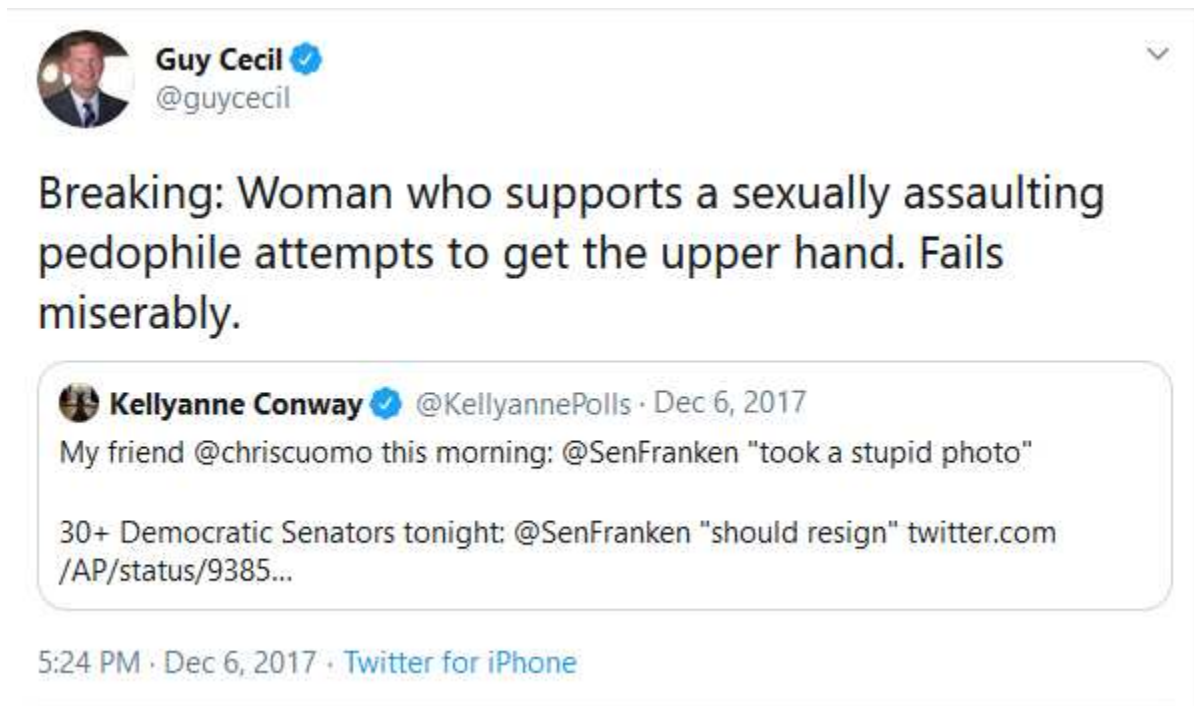 Guy Cecil
@guycecil
Breaking: Woman who supports a sexually assaulting
pedophile attempts to get the upper hand. Fails
miserably.
Kellyanne Conway @KellyannePolls · Dec 6, 2017
My friend @chriscuomo this morning: @SenFranken "took a stupid photo"
30+ Democratic Senators tonight: @SenFranken "should resign" twitter.com
/AP/status/9385...
5:24 PM · Dec 6, 2017 · Twitter for iPhone